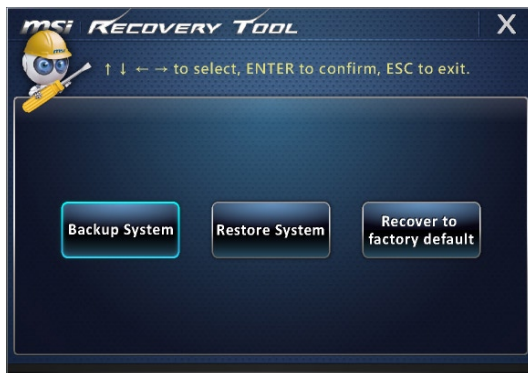 msi RECOVERY TOOL X
↑ ↓ ← → to select, ENTER to confirm, ESC to exit.
Backup System
Restore System
Recover to
factory default